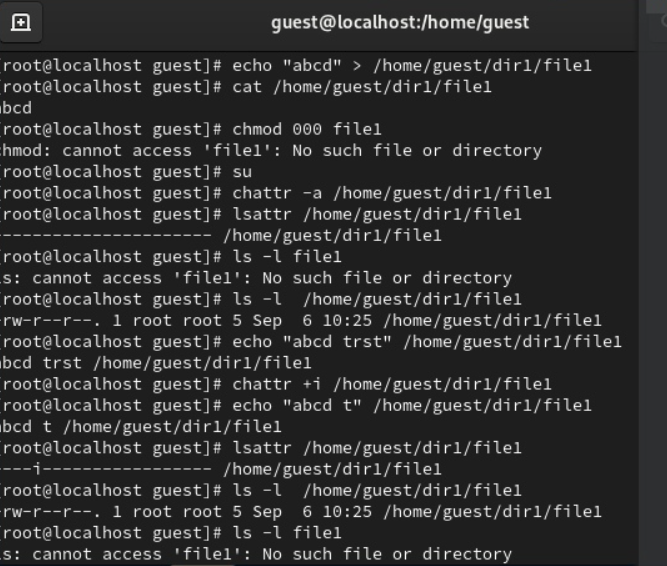 guest@localhost:/home/guest
[root@localhost guest]# echo "abcd" > /home/guest/dir1/file1
[root@localhost guest]# cat /home/guest/dir1/file1
abcd
[root@localhost guest]# chmod 000 file1
chmod: cannot access 'file1': No such file or directory
[root@localhost guest]# su
[root@localhost guest]# chattr -a /home/guest/dir1/file1
[root@localhost guest]# lsattr /home/guest/dir1/file1
---------------------- /home/guest/dir1/file1
[root@localhost guest]# ls -l file1
ls: cannot access 'file1': No such file or directory
[root@localhost guest]# ls -l  /home/guest/dir1/file1
-rw-r--r--. 1 root root 5 Sep  6 10:25 /home/guest/dir1/file1
[root@localhost guest]# echo "abcd trst" /home/guest/dir1/file1
abcd trst /home/guest/dir1/file1
[root@localhost guest]# chattr +i /home/guest/dir1/file1
[root@localhost guest]# echo "abcd t" /home/guest/dir1/file1
abcd t /home/guest/dir1/file1
[root@localhost guest]# lsattr /home/guest/dir1/file1
----i----------------- /home/guest/dir1/file1
[root@localhost guest]# ls -l  /home/guest/dir1/file1
-rw-r--r--. 1 root root 5 Sep  6 10:25 /home/guest/dir1/file1
[root@localhost guest]# ls -l file1
ls: cannot access 'file1': No such file or directory